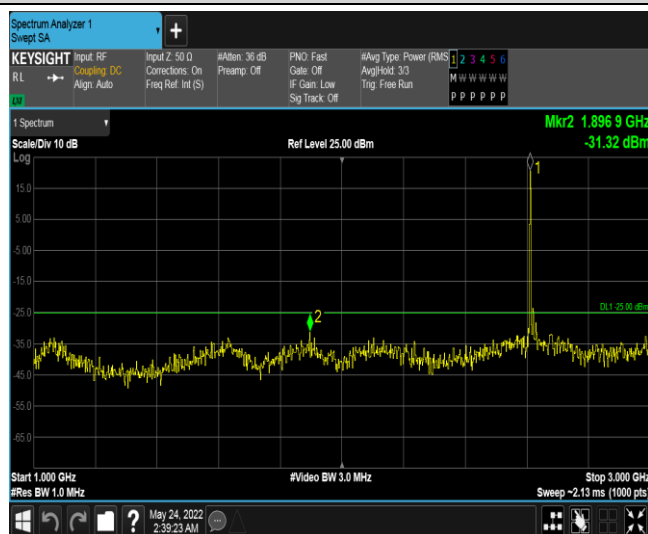 Spectrum Analyzer 1
Swept SA
KEYSIGHT
RL
Input: RF
Coupling: DC
Align: Auto
Input Z: 50 Ω
Corrections: On
Freq Ref: Int (S)
#Atten: 36 dB
Preamp: Off
PNO: Fast
Gate: Off
IF Gain: Low
Sig Track: Off
#Avg Type: Power (RMS
Avg|Hold: 3/3
Trig: Free Run
1 2 3 4 5 6
M W W W W W
P P P P P P
1 Spectrum
Mkr2 1.896 9 GHz
Scale/Div 10 dB
Ref Level 25.00 dBm
-31.32 dBm
Log
1
15.0
5.00
-5.00
-15.0
-25.0
DL1 -25.00 dBm
2
-35.0
-45.0
-55.0
-65.0
Start 1.000 GHz
#Video BW 3.0 MHz
Stop 3.000 GHz
#Res BW 1.0 MHz
Sweep ~2.13 ms (1000 pts)
?
May 24, 2022
2:39:23 AM